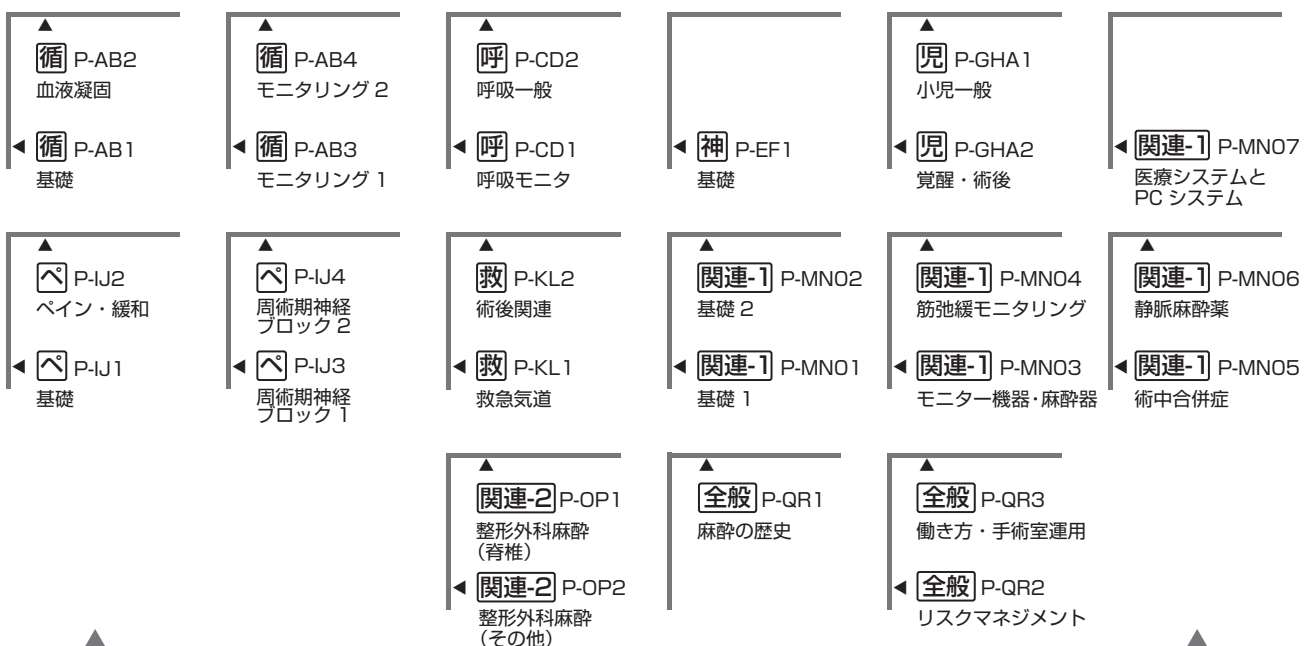 ▲
循 P-AB2
血液凝固
◀ 循 P-AB1
基礎
▲
循 P-AB4
モニタリング 2
◀ 循 P-AB3
モニタリング 1
▲
呼 P-CD2
呼吸一般
◀ 呼 P-CD1
呼吸モニタ
◀ 神 P-EF1
基礎
▲
児 P-GHA1
小児一般
◀ 児 P-GHA2
覚醒・術後
◀ 関連-1 P-MN07
医療システムと
PC システム
▲
ペ P-IJ2
ペイン・緩和
◀ ペ P-IJ1
基礎
▲
ペ P-IJ4
周術期神経
ブロック 2
◀ ペ P-IJ3
周術期神経
ブロック 1
▲
救 P-KL2
術後関連
◀ 救 P-KL1
救急気道
▲
関連-1 P-MN02
基礎 2
◀ 関連-1 P-MN01
基礎 1
▲
関連-1 P-MN04
筋弛緩モニタリング
◀ 関連-1 P-MN03
モニター機器・麻酔器
▲
関連-1 P-MN06
静脈麻酔薬
◀ 関連-1 P-MN05
術中合併症
▲
関連-2 P-OP1
整形外科麻酔
（脊椎）
◀ 関連-2 P-OP2
整形外科麻酔
（その他）
▲
全般 P-QR1
麻酔の歴史
▲
全般 P-QR3
働き方・手術室運用
◀ 全般 P-QR2
リスクマネジメント
▲
▲